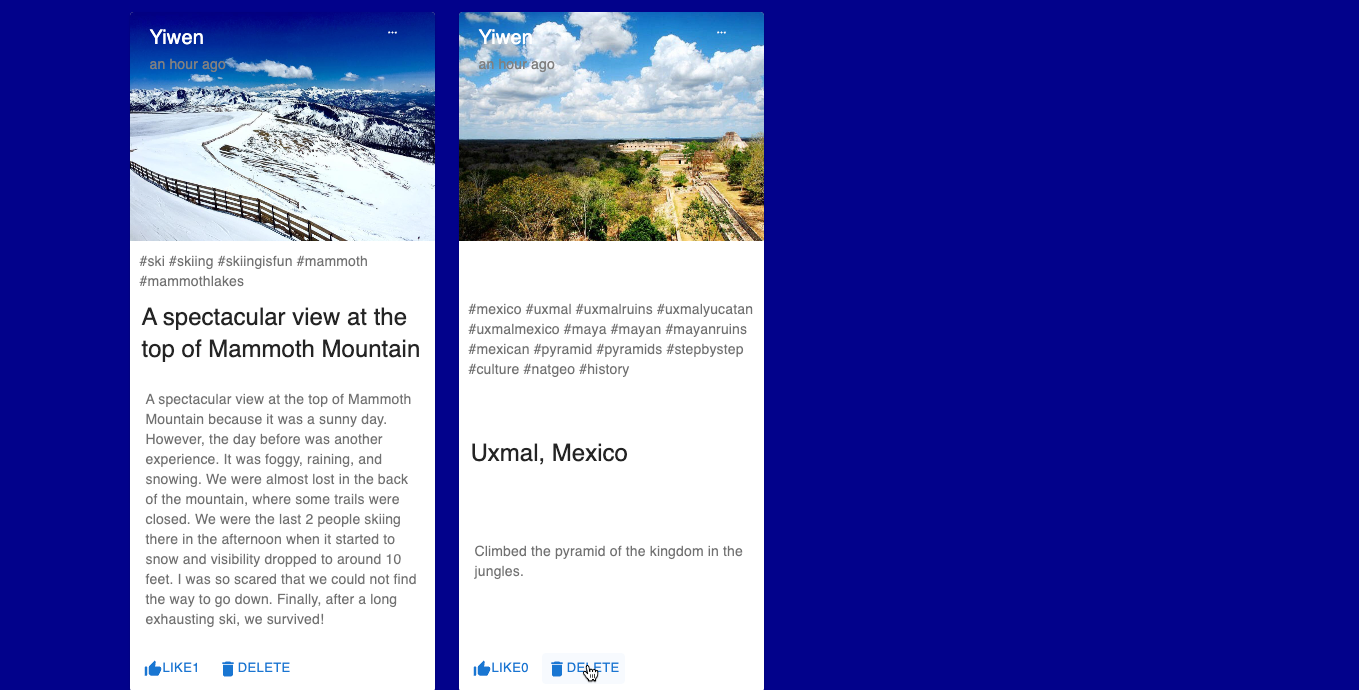 Yiwen
an hour ago
#ski #skiing #skiingisfun #mammoth
#mammothlakes
A spectacular view at the
top of Mammoth Mountain
A spectacular view at the top of Mammoth
Mountain because it was a sunny day.
However, the day before was another
experience. It was foggy, raining, and
snowing. We were almost lost in the back
of the mountain, where some trails were
closed. We were the last 2 people skiing
there in the afternoon when it started to
snow and visibility dropped to around 10
feet. I was so scared that we could not find
the way to go down. Finally, after a long
exhausting ski, we survived!
LIKE1 DELETE
Yiwen
an hour ago
#mexico #uxmal #uxmalruins #uxmalyucatan
#uxmalmexico #maya #mayan #mayanruins
#mexican #pyramid #pyramids #stepbystep
#culture #natgeo #history
Uxmal, Mexico
Climbed the pyramid of the kingdom in the
jungles.
LIKE0 DELETE